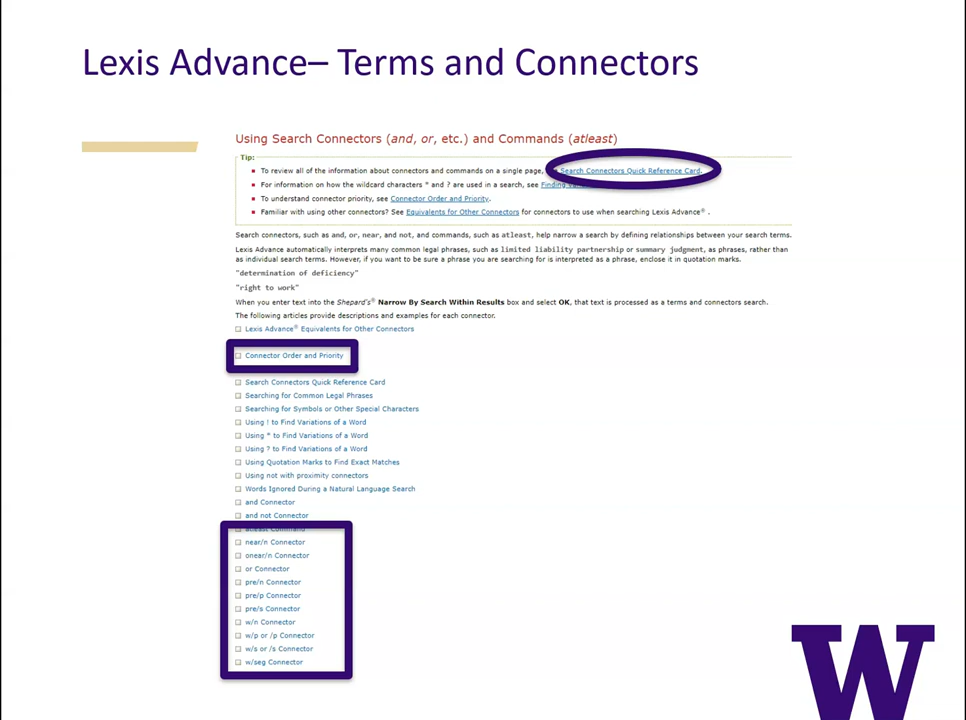 Lexis Advance– Terms and Connectors
Using Search Connectors (and, or, etc.) and Commands (atleast)
Tip:
To review all of the information about connectors and commands on a single page, Search Connectors Quick Reference Card.
For information on how the wildcard characters * and ? are used in a search, see Finding
To understand connector priority, see Connector Order and Priority.
Familiar with using other connectors? See Equivalents for Other Connectors for connectors to use when searching Lexis Advance® .
Search connectors, such as and, or, near, and not, and commands, such as atleast, help narrow a search by defining relationships between your search terms.
Lexis Advance automatically interprets many common legal phrases, such as limited liability partnership or summary judgment, as phrases, rather than
as individual search terms. However, if you want to be sure a phrase you are searching for is interpreted as a phrase, enclose it in quotation marks.
"determination of deficiency"
"right to work"
When you enter text into the Shepard's® Narrow By Search Within Results box and select OK, that text is processed as a terms and connectors search.
The following articles provide descriptions and examples for each connector.
Lexis Advance® Equivalents for Other Connectors
Connector Order and Priority
Search Connectors Quick Reference Card
Searching for Common Legal Phrases
Searching for Symbols or Other Special Characters
Using ! to Find Variations of a Word
Using * to Find Variations of a Word
Using ? to Find Variations of a Word
Using Quotation Marks to Find Exact Matches
Using not with proximity connectors
Words Ignored During a Natural Language Search
and Connector
and not Connector
atleast Command
near/n Connector
onear/n Connector
or Connector
pre/n Connector
pre/p Connector
pre/s Connector
w/n Connector
w/p or /p Connector
w/s or /s Connector
w/seg Connector
W